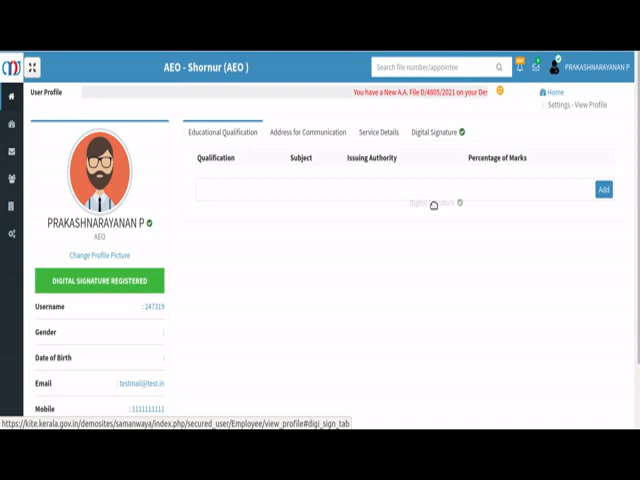 AEO - Shornur (AEO )
Search file number/appointee
PRAKASHNARAYANAN P
User Profile
You have a New A.A. File D/4805/2021 on your De
Home
/ Settings - View Profile
Educational Qualification
Address for Communication
Service Details
Digital Signature
Qualification
Subject
Issuing Authority
Percentage of Marks
Add
Digital Signature
PRAKASHNARAYANAN P
AEO
Change Profile Picture
DIGITAL SIGNATURE REGISTERED
Username : 247319
Gender :
Date of Birth :
Email : testmail@test.in
Mobile : 1111111111
https://kite.kerala.gov.in/demosites/samanwaya/index.php/secured_user/Employee/view_profile#digi_sign_tab